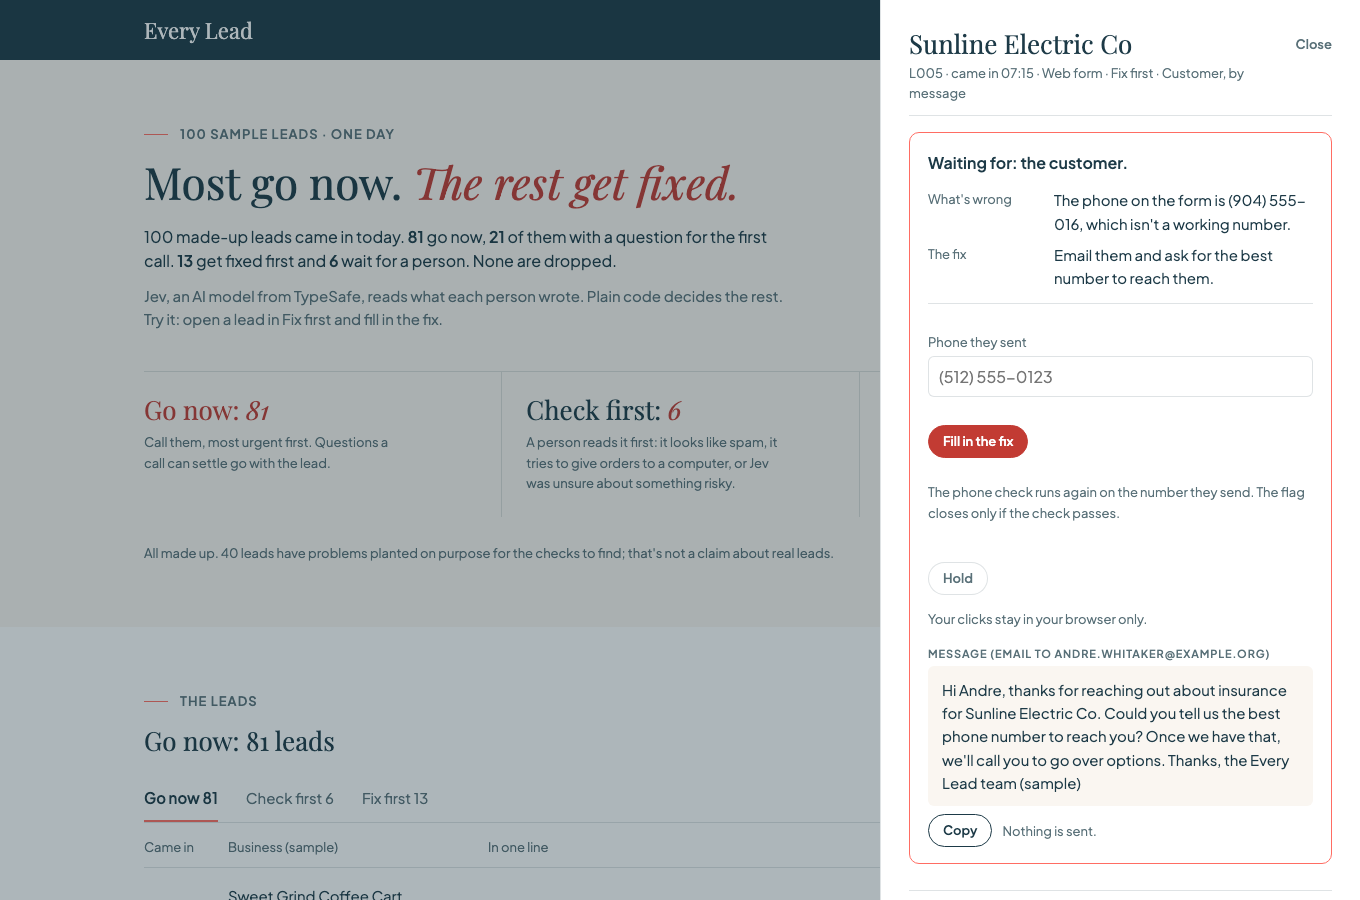 Every Lead
100 SAMPLE LEADS · ONE DAY
Most go now. The rest get fixed.
100 made-up leads came in today. 81 go now, 21 of them with a question for the first
call. 13 get fixed first and 6 wait for a person. None are dropped.
Jev, an AI model from TypeSafe, reads what each person wrote. Plain code decides the rest.
Try it: open a lead in Fix first and fill in the fix.
Go now: 81
Call them, most urgent first. Questions a
call can settle go with the lead.
Check first: 6
A person reads it first: it looks like spam, it
tries to give orders to a computer, or Jev
was unsure about something risky.
All made up. 40 leads have problems planted on purpose for the checks to find; that's not a claim about real leads.
THE LEADS
Go now: 81 leads
Go now 81
Check first 6
Fix first 13
Came in
Business (sample)
In one line
Sweet Grind Coffee Cart
Sunline Electric Co
Close
L005 · came in 07:15 · Web form · Fix first · Customer, by
message
Waiting for: the customer.
What's wrong
The phone on the form is (904) 555-
016, which isn't a working number.
The fix
Email them and ask for the best
number to reach them.
Phone they sent
(512) 555-0123
Fill in the fix
The phone check runs again on the number they send. The flag
closes only if the check passes.
Hold
Your clicks stay in your browser only.
MESSAGE (EMAIL TO ANDRE.WHITAKER@EXAMPLE.ORG)
Hi Andre, thanks for reaching out about insurance
for Sunline Electric Co. Could you tell us the best
phone number to reach you? Once we have that,
we'll call you to go over options. Thanks, the Every
Lead team (sample)
Copy
Nothing is sent.